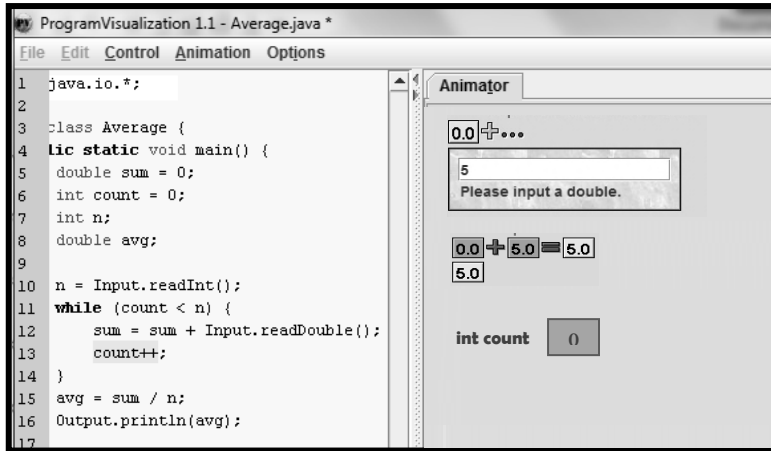 ProgramVisualization 1.1 - Average.java *
File Edit Control Animation Options
1 java.io.*;
2
3 class Average {
4 lic static void main() {
5 double sum = 0;
6 int count = 0;
7 int n;
8 double avg;
9
10 n = Input.readInt();
11 while (count < n) {
12 sum = sum + Input.readDouble();
13 count++;
14 }
15 avg = sum / n;
16 Output.println(avg);
17
Animator
0.0 + ...
5
Please input a double.
0.0 + 5.0 = 5.0
5.0
int count 0